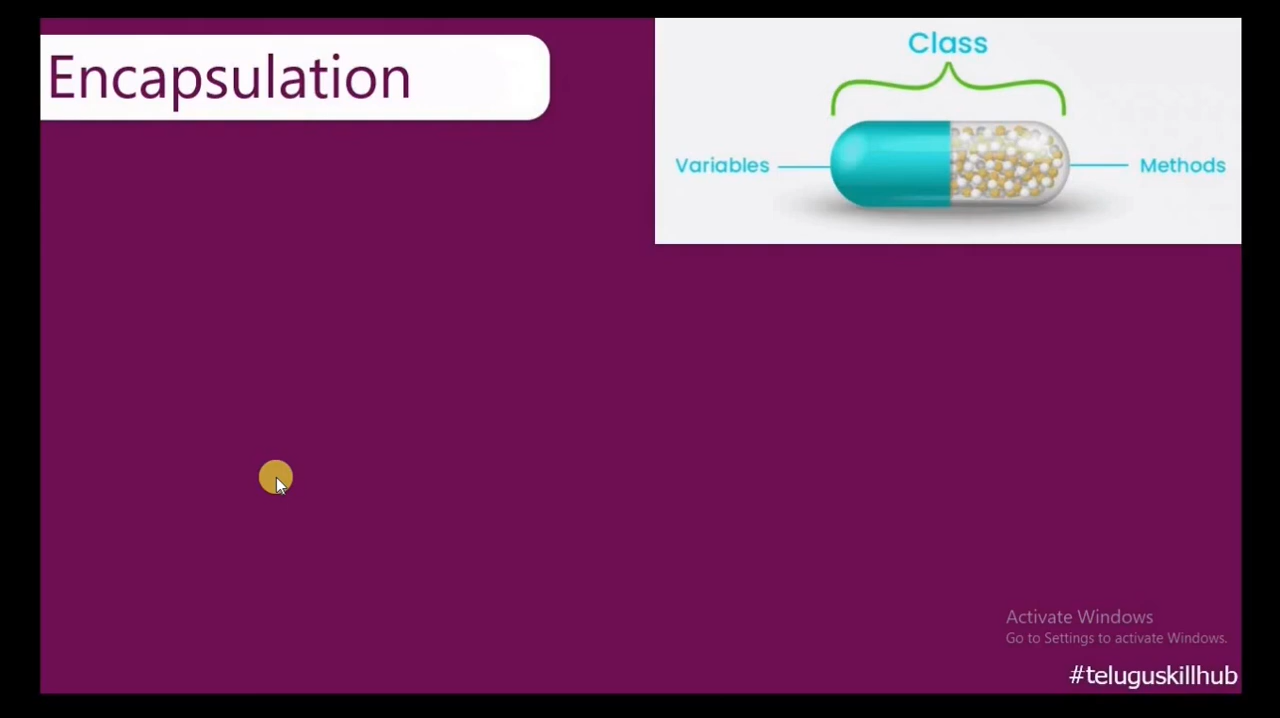 Encapsulation
Class
Variables
Methods
Activate Windows
Go to Settings to activate Windows.
#teluguskillhub